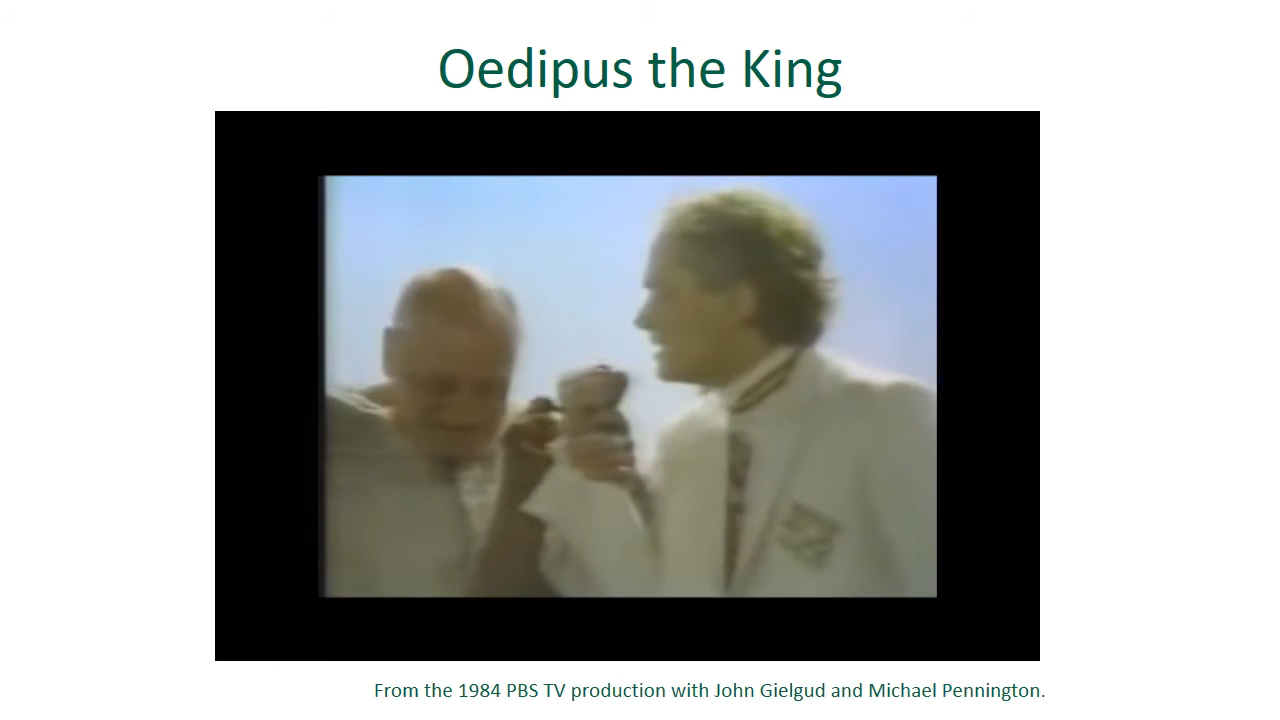 Oedipus the King
From the 1984 PBS TV production with John Gielgud and Michael Pennington.